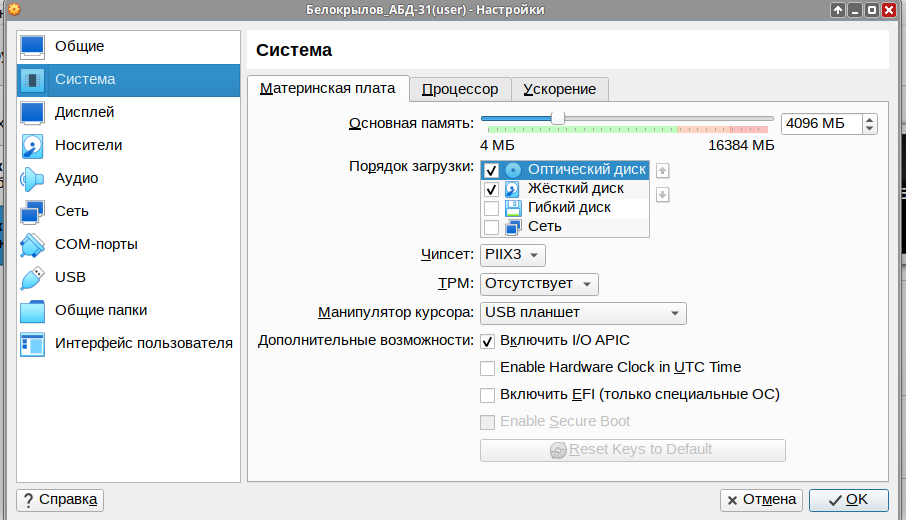 Белокрылов_АБД-31(user) - Настройки
Общие
Система
Дисплей
Носители
Аудио
Сеть
COM-порты
USB
Общие папки
Интерфейс пользователя
Система
Материнская плата
Процессор
Ускорение
Основная память:
4096 МБ
4 МБ
16384 МБ
Порядок загрузки:
Оптический диск
Жёсткий диск
Гибкий диск
Сеть
Чипсет:
PIIX3
TPM:
Отсутствует
Манипулятор курсора:
USB планшет
Дополнительные возможности:
Включить I/O APIC
Enable Hardware Clock in UTC Time
Включить EFI (только специальные ОС)
Enable Secure Boot
Reset Keys to Default
? Справка
Отмена
OK